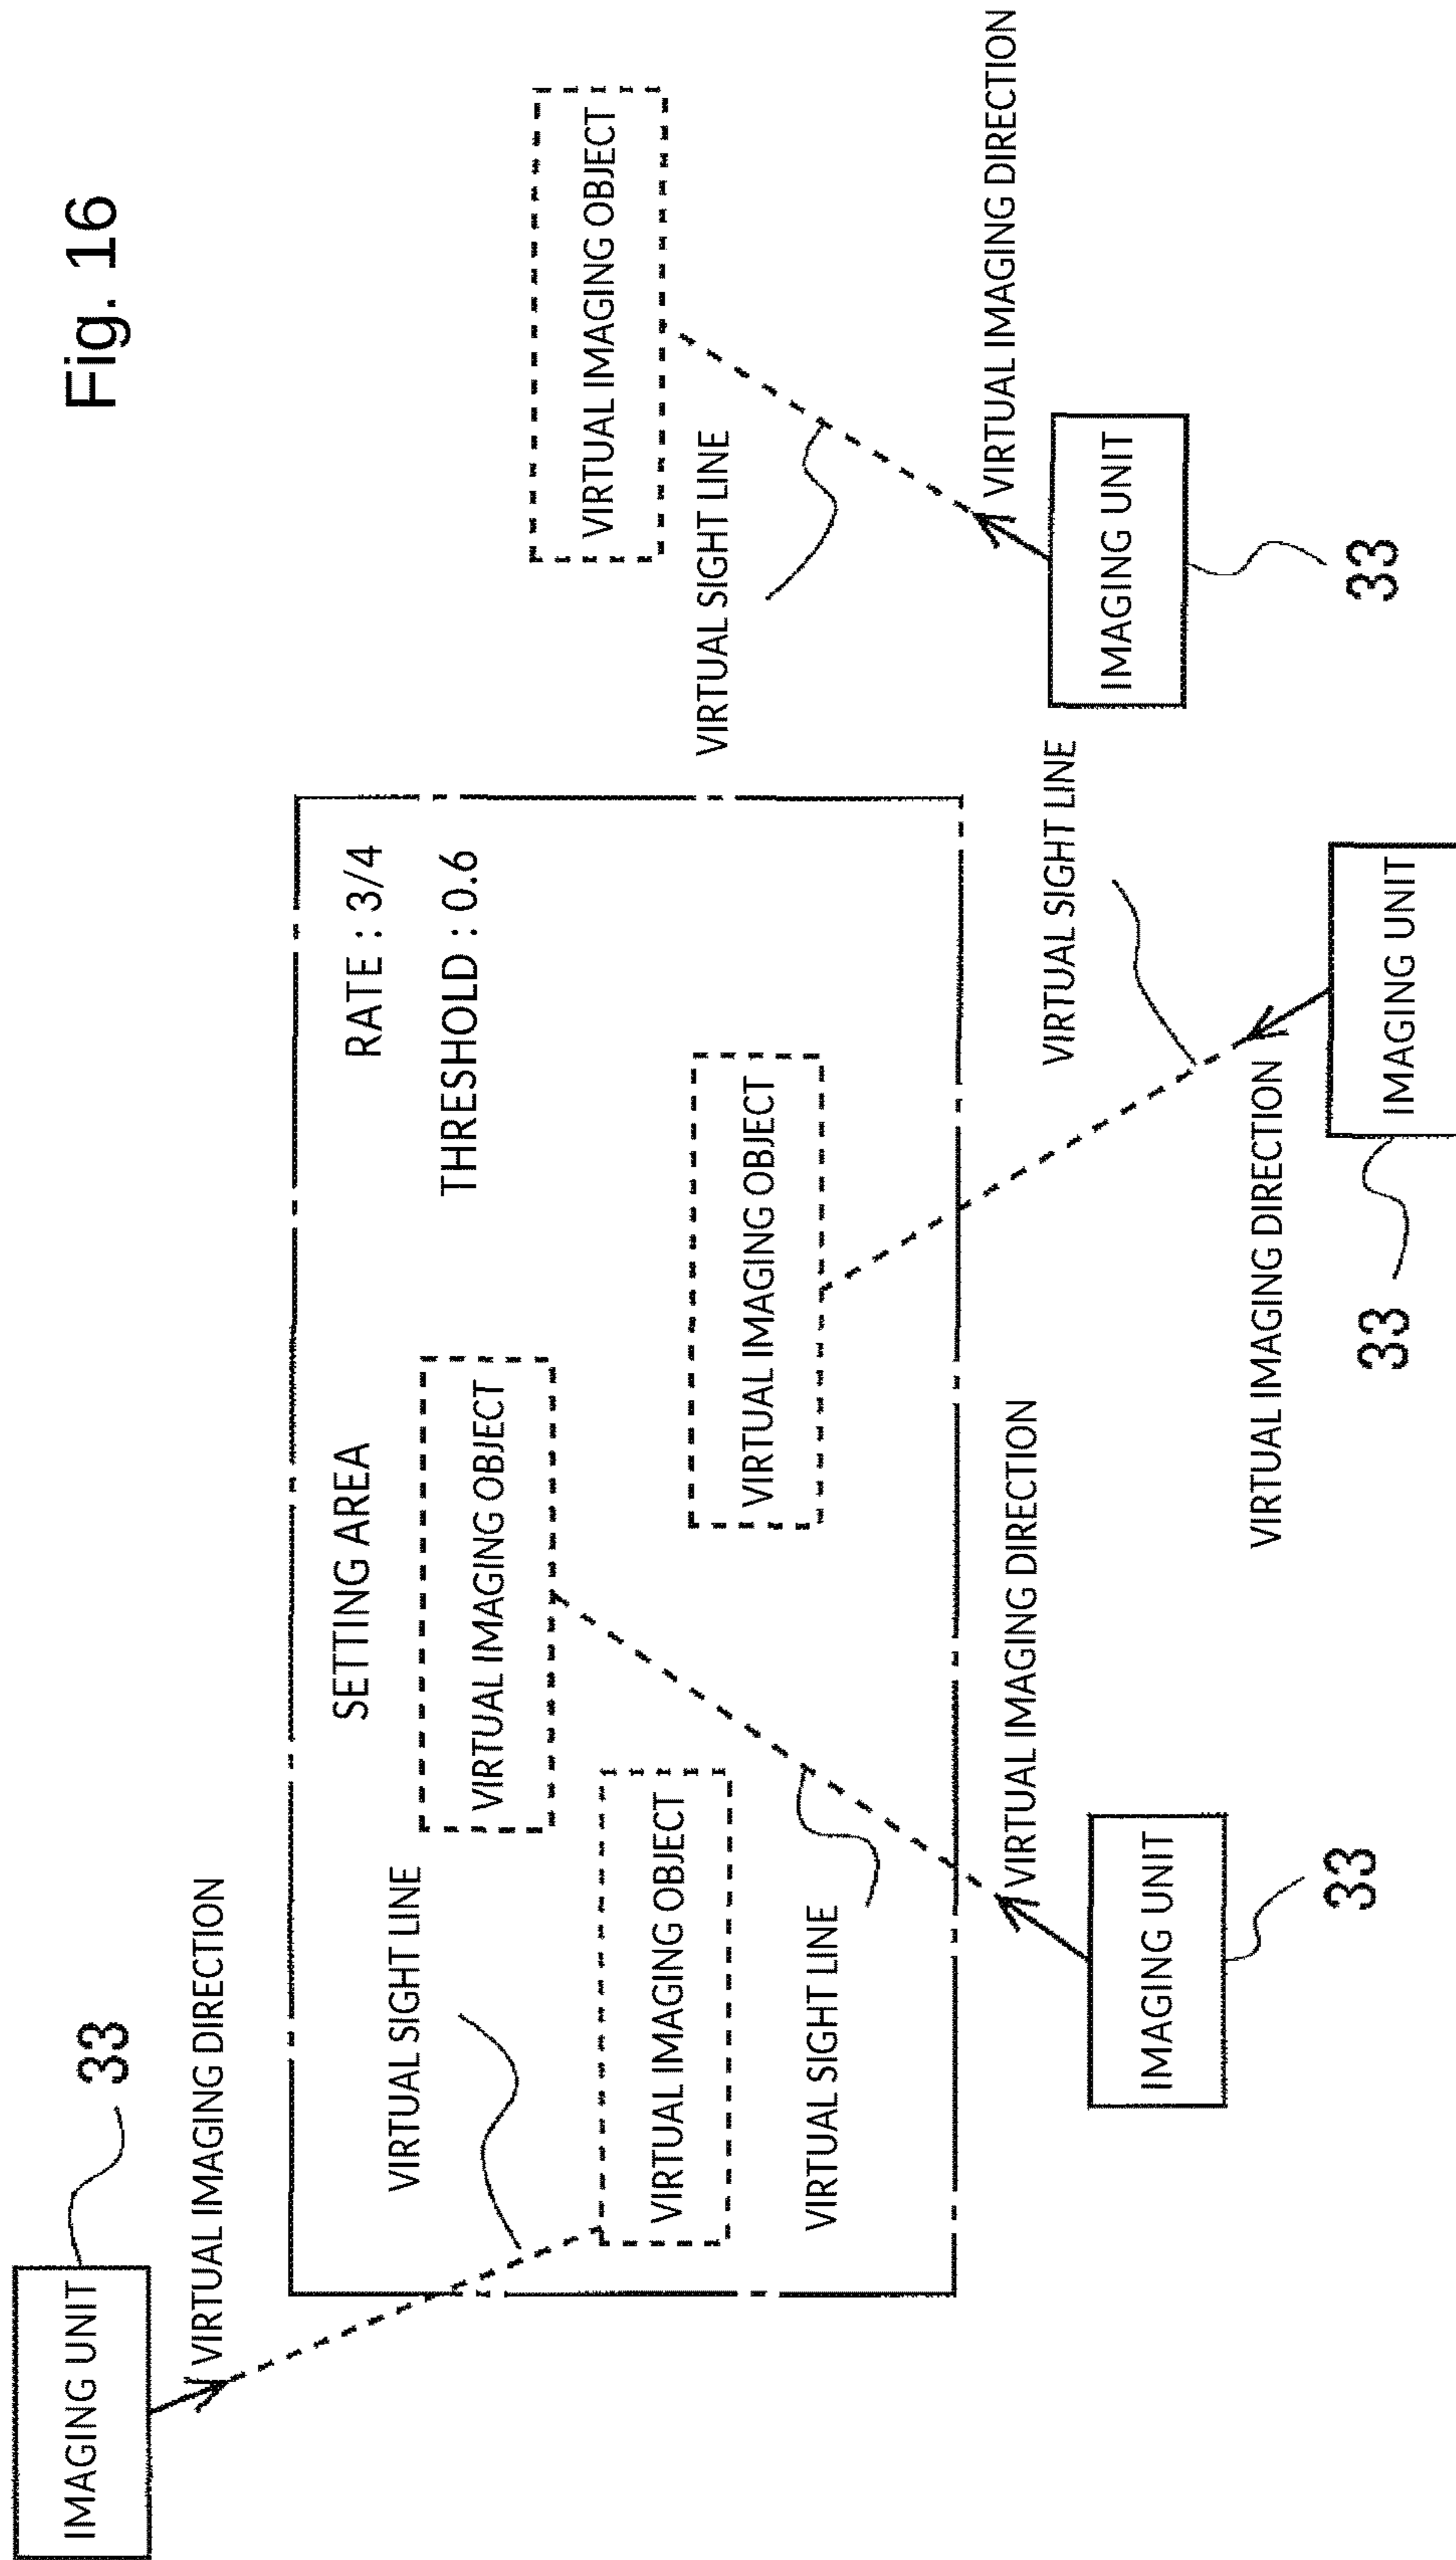 Fig. 16
IMAGING UNIT
33
VIRTUAL IMAGING DIRECTION
SETTING AREA
RATE : 3/4
THRESHOLD : 0.6
VIRTUAL SIGHT LINE
VIRTUAL IMAGING OBJECT
VIRTUAL IMAGING OBJECT
VIRTUAL IMAGING OBJECT
VIRTUAL IMAGING OBJECT
VIRTUAL SIGHT LINE
VIRTUAL SIGHT LINE
VIRTUAL IMAGING DIRECTION
VIRTUAL IMAGING DIRECTION
VIRTUAL SIGHT LINE
IMAGING UNIT
33
IMAGING UNIT
33
VIRTUAL IMAGING DIRECTION
IMAGING UNIT
33